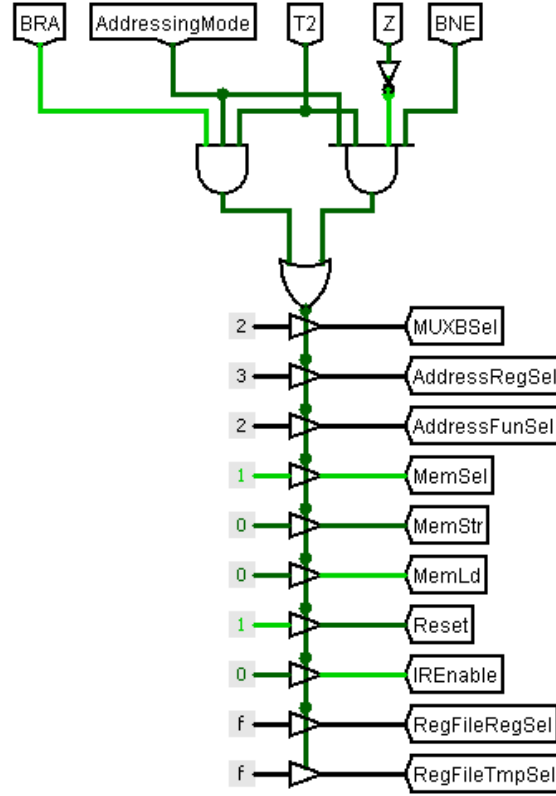 BRA AddressingMode T2 Z BNE
2 MUXBSel
3 AddressRegSel
2 AddressFunSel
1 MemSel
0 MemStr
0 MemLd
1 Reset
0 IREnable
f RegFileRegSel
f RegFileTmpSel